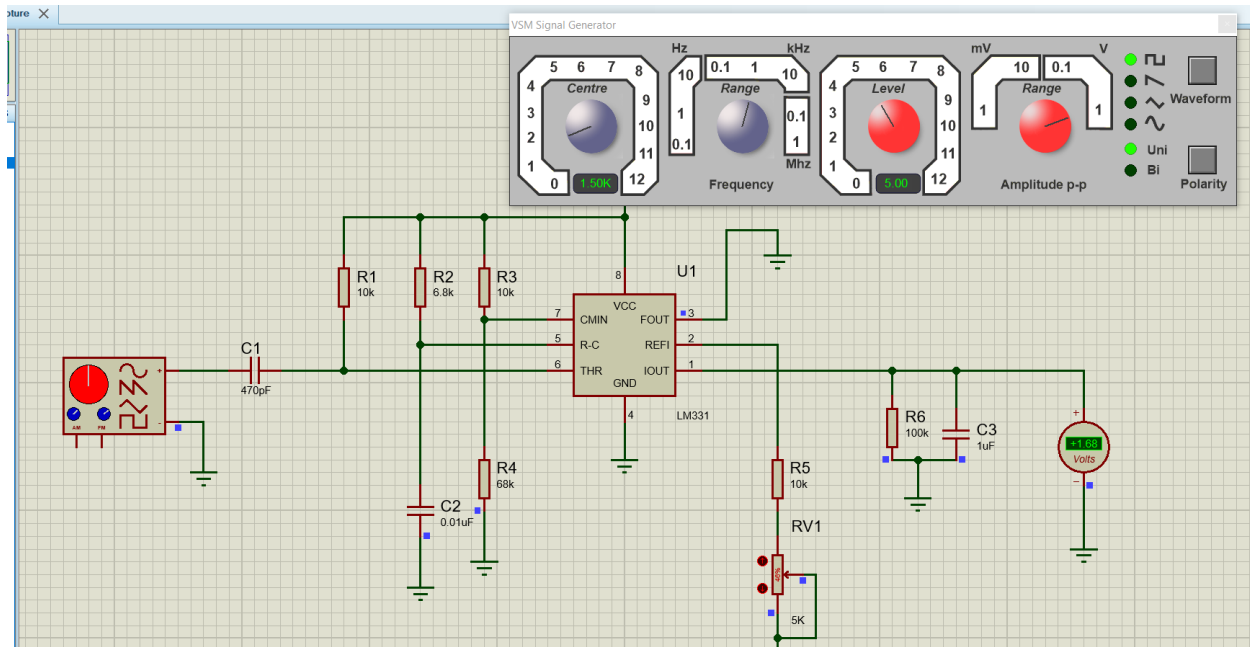 pture
VSM Signal Generator
Centre
0 1 2 3 4 5 6 7 8 9 10 11 12
1.50K
Hz kHz
0.1 1 10 0.1 1 10 0.1 1
Range
Mhz
Frequency
Level
0 1 2 3 4 5 6 7 8 9 10 11 12
5.00
mV V
1 10 0.1 1
Range
Amplitude p-p
Waveform
Uni
Bi
Polarity
R1
10k
R2
6.8k
R3
10k
U1
8
VCC
7 CMIN
FOUT 3
5 R-C
REFI 2
6 THR
IOUT 1
GND
4
LM331
C1
470pF
+
-
AM FM
R4
68k
C2
0.01uF
R5
10k
RV1
40%
5K
R6
100k
C3
1uF
+
+1.68
Volts
-